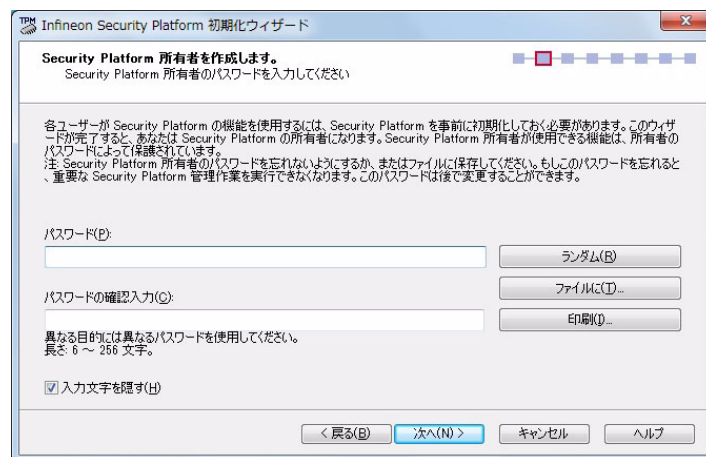 TPM
Infineon Security Platform 初期化ウィザード
Security Platform 所有者を作成します。
Security Platform 所有者のパスワードを入力してください
各ユーザーが Security Platform の機能を使用するには、Security Platform を事前に初期化しておく必要があります。このウィザ
ードが完了すると、あなたは Security Platform の所有者になります。Security Platform 所有者が使用できる機能は、所有者の
パスワードによって保護されています。
注: Security Platform 所有者のパスワードを忘れないようにするか、またはファイルに保存してください。もしこのパスワードを忘れると
、重要な Security Platform 管理作業を実行できなくなります。このパスワードは後で変更することができます。
パスワード(P):
ランダム(R)
ファイルに(T)...
パスワードの確認入力(C):
印刷(I)...
異なる目的には異なるパスワードを使用してください。
長さ: 6 ～ 256 文字。
入力文字を隠す(H)
< 戻る(B)
次へ(N) >
キャンセル
ヘルプ